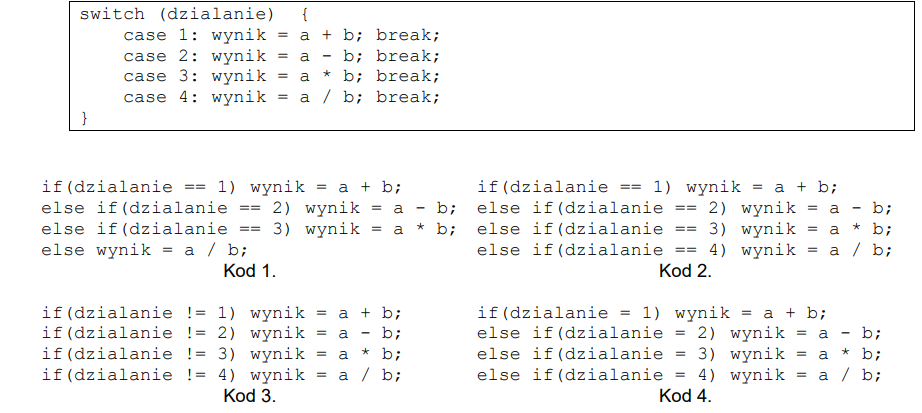 switch (dzialanie)  {
    case 1: wynik = a + b; break;
    case 2: wynik = a - b; break;
    case 3: wynik = a * b; break;
    case 4: wynik = a / b; break;
}
if(dzialanie == 1) wynik = a + b;
else if(dzialanie == 2) wynik = a - b;
else if(dzialanie == 3) wynik = a * b;
else wynik = a / b;
Kod 1.
if(dzialanie == 1) wynik = a + b;
else if(dzialanie == 2) wynik = a - b;
else if(dzialanie == 3) wynik = a * b;
else if(dzialanie == 4) wynik = a / b;
Kod 2.
if(dzialanie != 1) wynik = a + b;
if(dzialanie != 2) wynik = a - b;
if(dzialanie != 3) wynik = a * b;
if(dzialanie != 4) wynik = a / b;
Kod 3.
if(dzialanie = 1) wynik = a + b;
else if(dzialanie = 2) wynik = a - b;
else if(dzialanie = 3) wynik = a * b;
else if(dzialanie = 4) wynik = a / b;
Kod 4.